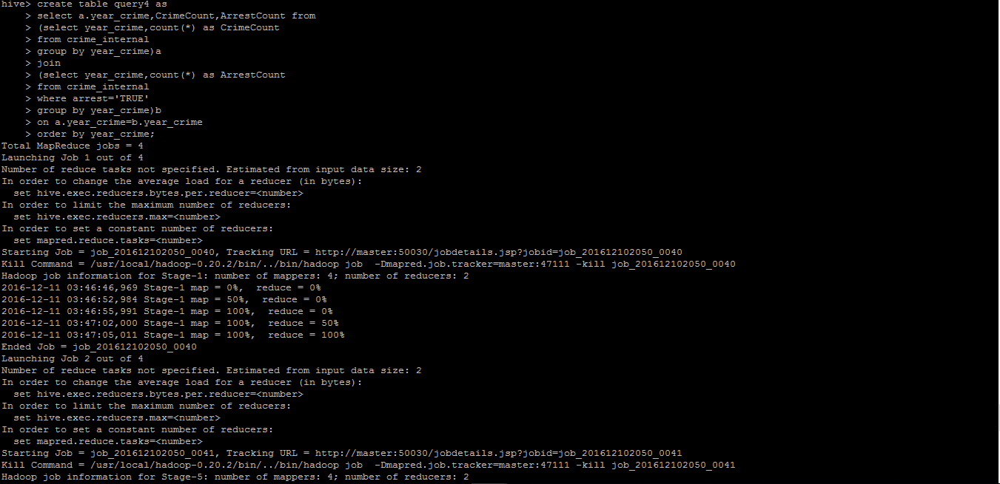 hive> create table query4 as
    > select a.year_crime,CrimeCount,ArrestCount from
    > (select year_crime,count(*) as CrimeCount
    > from crime_internal
    > group by year_crime)a
    > join
    > (select year_crime,count(*) as ArrestCount
    > from crime_internal
    > where arrest='TRUE'
    > group by year_crime)b
    > on a.year_crime=b.year_crime
    > order by year_crime;
Total MapReduce jobs = 4
Launching Job 1 out of 4
Number of reduce tasks not specified. Estimated from input data size: 2
In order to change the average load for a reducer (in bytes):
  set hive.exec.reducers.bytes.per.reducer=<number>
In order to limit the maximum number of reducers:
  set hive.exec.reducers.max=<number>
In order to set a constant number of reducers:
  set mapred.reduce.tasks=<number>
Starting Job = job_201612102050_0040, Tracking URL = http://master:50030/jobdetails.jsp?jobid=job_201612102050_0040
Kill Command = /usr/local/hadoop-0.20.2/bin/../bin/hadoop job  -Dmapred.job.tracker=master:47111 -kill job_201612102050_0040
Hadoop job information for Stage-1: number of mappers: 4; number of reducers: 2
2016-12-11 03:46:46,969 Stage-1 map = 0%,  reduce = 0%
2016-12-11 03:46:52,984 Stage-1 map = 50%,  reduce = 0%
2016-12-11 03:46:55,991 Stage-1 map = 100%,  reduce = 0%
2016-12-11 03:47:02,000 Stage-1 map = 100%,  reduce = 50%
2016-12-11 03:47:05,011 Stage-1 map = 100%,  reduce = 100%
Ended Job = job_201612102050_0040
Launching Job 2 out of 4
Number of reduce tasks not specified. Estimated from input data size: 2
In order to change the average load for a reducer (in bytes):
  set hive.exec.reducers.bytes.per.reducer=<number>
In order to limit the maximum number of reducers:
  set hive.exec.reducers.max=<number>
In order to set a constant number of reducers:
  set mapred.reduce.tasks=<number>
Starting Job = job_201612102050_0041, Tracking URL = http://master:50030/jobdetails.jsp?jobid=job_201612102050_0041
Kill Command = /usr/local/hadoop-0.20.2/bin/../bin/hadoop job  -Dmapred.job.tracker=master:47111 -kill job_201612102050_0041
Hadoop job information for Stage-5: number of mappers: 4; number of reducers: 2